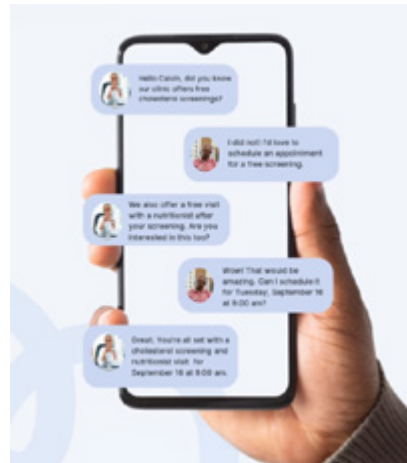 Hello Calvin, did you know
our clinic offers free
cholesterol screenings?
I did not! I'd love to
schedule an appointment
for a free screening.
We also offer a free visit
with a nutritionist after
your screening. Are you
interested in this too?
Wow! That would be
amazing. Can I schedule it
for Tuesday, September 16
at 9:00 am?
Great. You're all set with a
cholesterol screening and
nutritionist visit for
September 16 at 9:00 am.